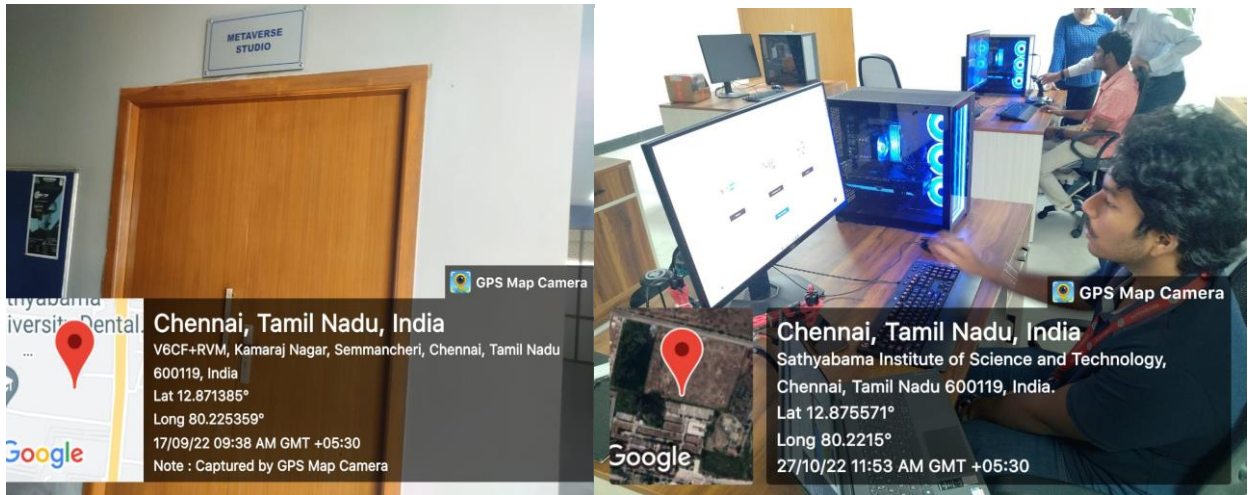 METAVERSE
STUDIO
GPS Map Camera
Dental.
Google
Chennai, Tamil Nadu, India
V6CF+RVM, Kamaraj Nagar, Semmancheri, Chennai, Tamil Nadu
600119, India
Lat 12.871385°
Long 80.225359°
17/09/22 09:38 AM GMT +05:30
Note : Captured by GPS Map Camera
GPS Map Camera
Google
Chennai, Tamil Nadu, India
Sathyabama Institute of Science and Technology,
Chennai, Tamil Nadu 600119, India.
Lat 12.875571°
Long 80.2215°
27/10/22 11:53 AM GMT +05:30